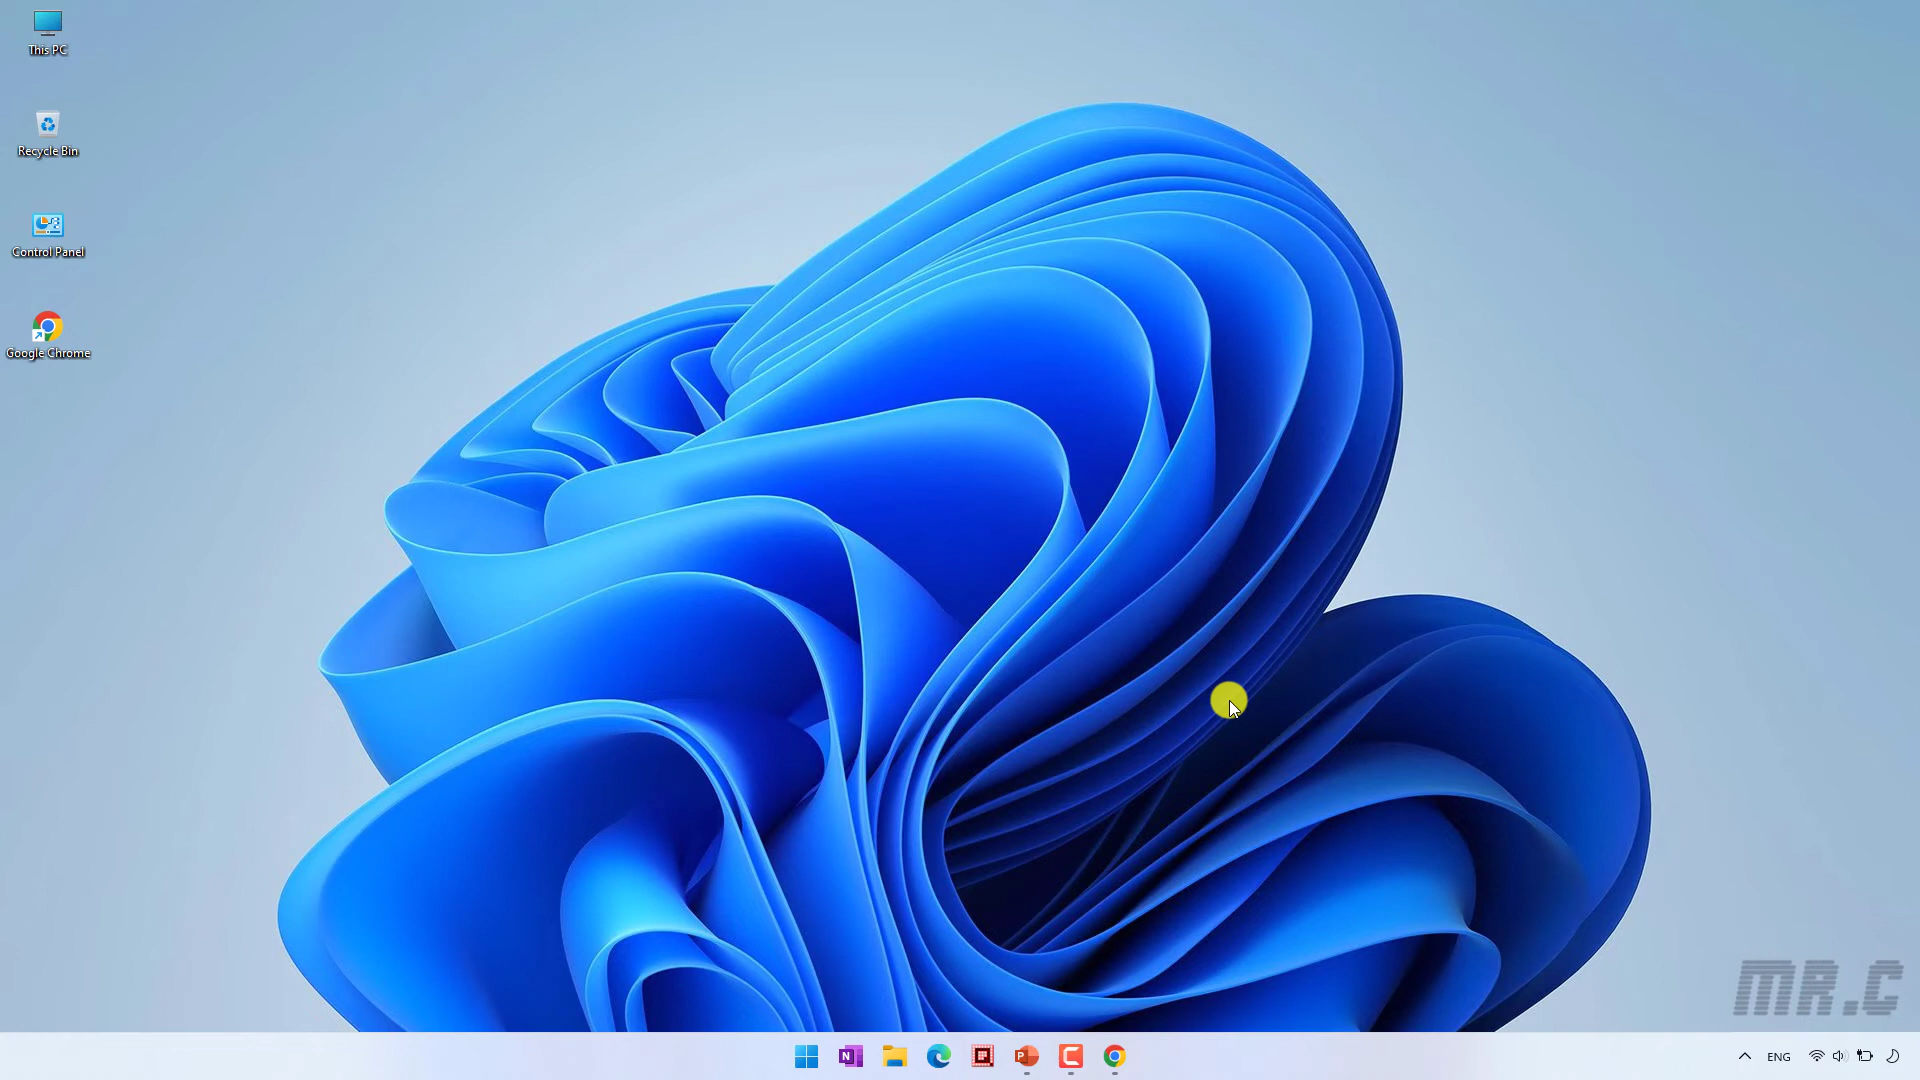 This PC
Recycle Bin
Control Panel
Google Chrome
MR.C
N
P
ENG